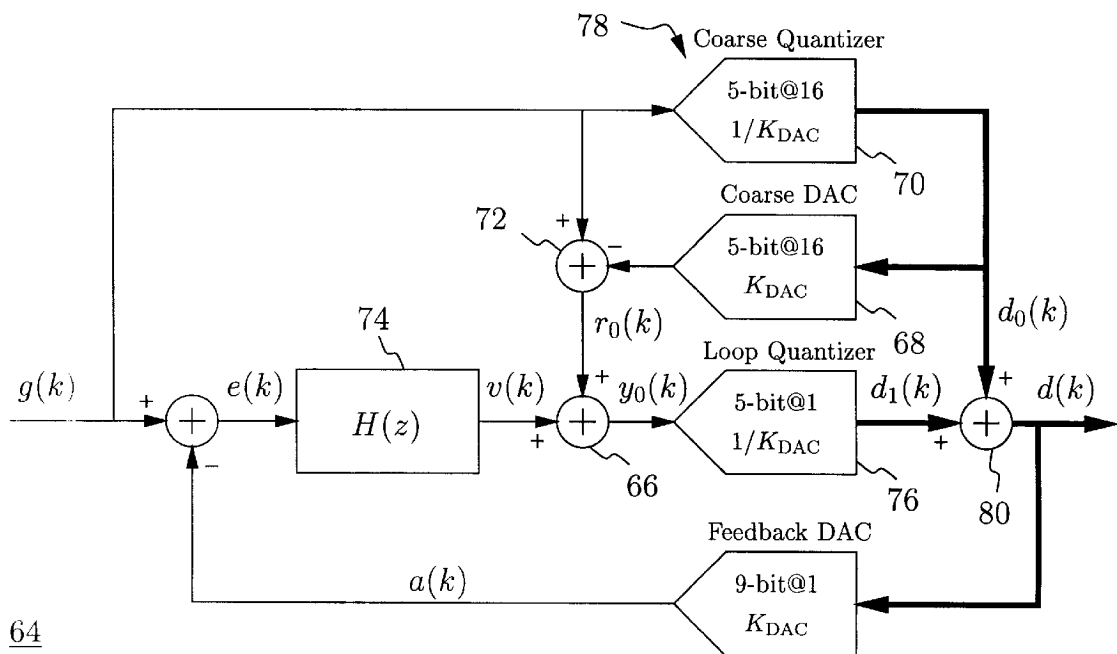 78
Coarse Quantizer
5-bit@16
1/K_DAC
70
Coarse DAC
72
+
−
+
5-bit@16
K_DAC
r_0(k)
68
d_0(k)
74
Loop Quantizer
g(k)
+
−
+
e(k)
H(z)
v(k)
+
+
+
y_0(k)
5-bit@1
1/K_DAC
d_1(k)
+
+
+
d(k)
66
76
80
Feedback DAC
a(k)
9-bit@1
K_DAC
64